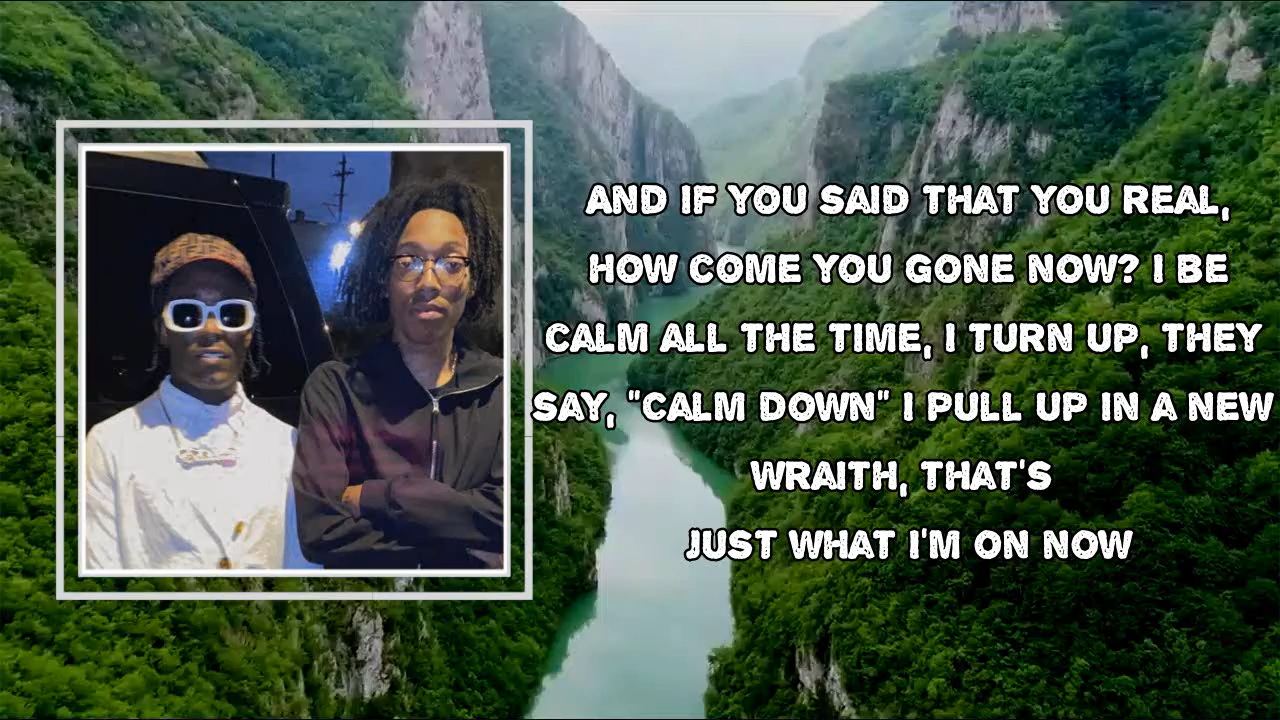 AND IF YOU SAID THAT YOU REAL,
HOW COME YOU GONE NOW? I BE
CALM ALL THE TIME, I TURN UP, THEY
SAY, "CALM DOWN" I PULL UP IN A NEW
WRAITH, THAT'S
JUST WHAT I'M ON NOW